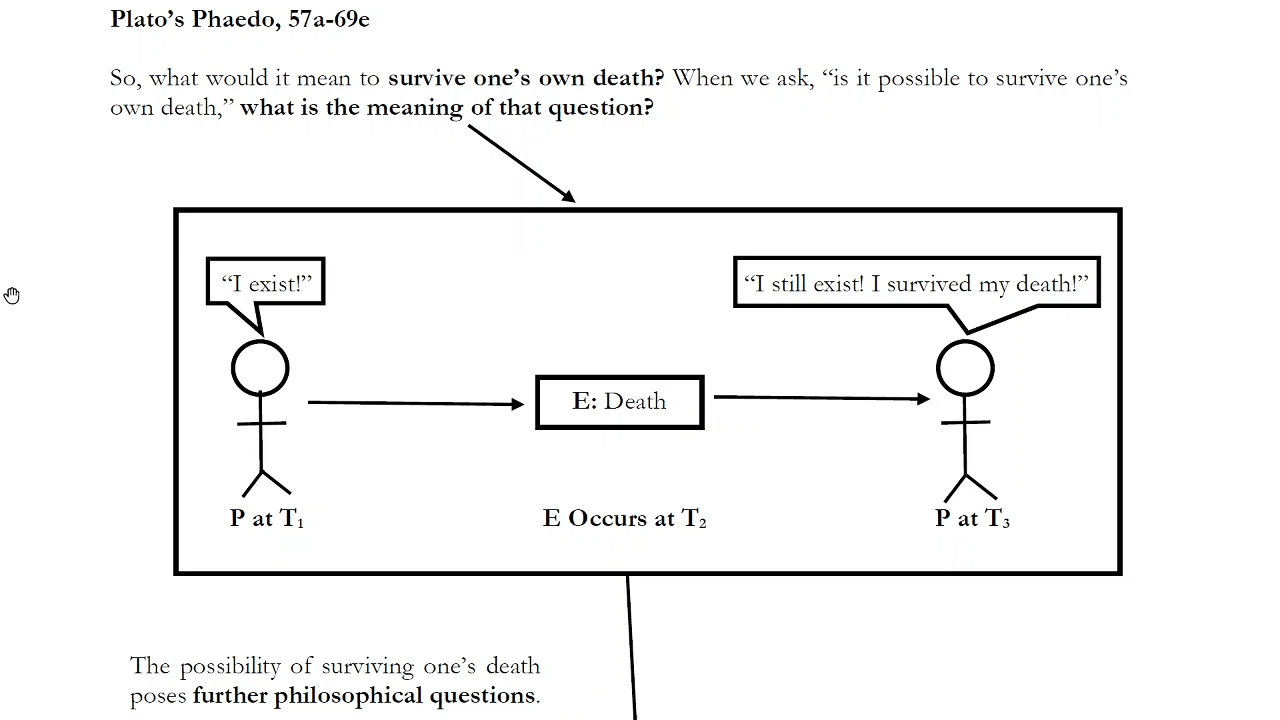 Plato’s Phaedo, 57a-69e
So, what would it mean to survive one’s own death? When we ask, “is it possible to survive one’s
own death,” what is the meaning of that question?
“I exist!”
“I still exist! I survived my death!”
E: Death
P at T₁
E Occurs at T₂
P at T₃
The possibility of surviving one’s death
poses further philosophical questions.